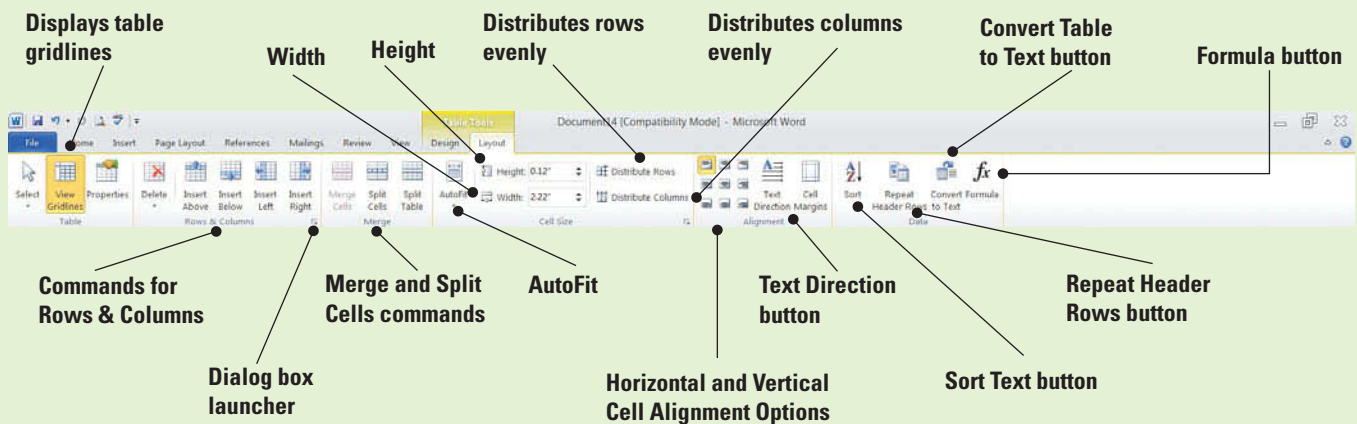 Displays table
gridlines
Width
Height
Distributes rows
evenly
Distributes columns
evenly
Convert Table
to Text button
Formula button
Table Tools
Document14 [Compatibility Mode] - Microsoft Word
File Home Insert Page Layout References Mailings Review View Design Layout
Select
View
Gridlines
Properties
Delete
Insert
Above
Insert
Below
Insert
Left
Insert
Right
Merge
Cells
Split
Cells
Split
Table
AutoFit
Height: 0.12"
Width: 2.22"
Distribute Rows
Distribute Columns
Text
Direction
Cell
Margins
Sort
Repeat
Header Rows
Convert
to Text
fx
Formula
Table
Rows & Columns
Merge
Cell Size
Alignment
Data
Commands for
Rows & Columns
Dialog box
launcher
Merge and Split
Cells commands
AutoFit
Horizontal and Vertical
Cell Alignment Options
Text Direction
button
Sort Text button
Repeat Header
Rows button